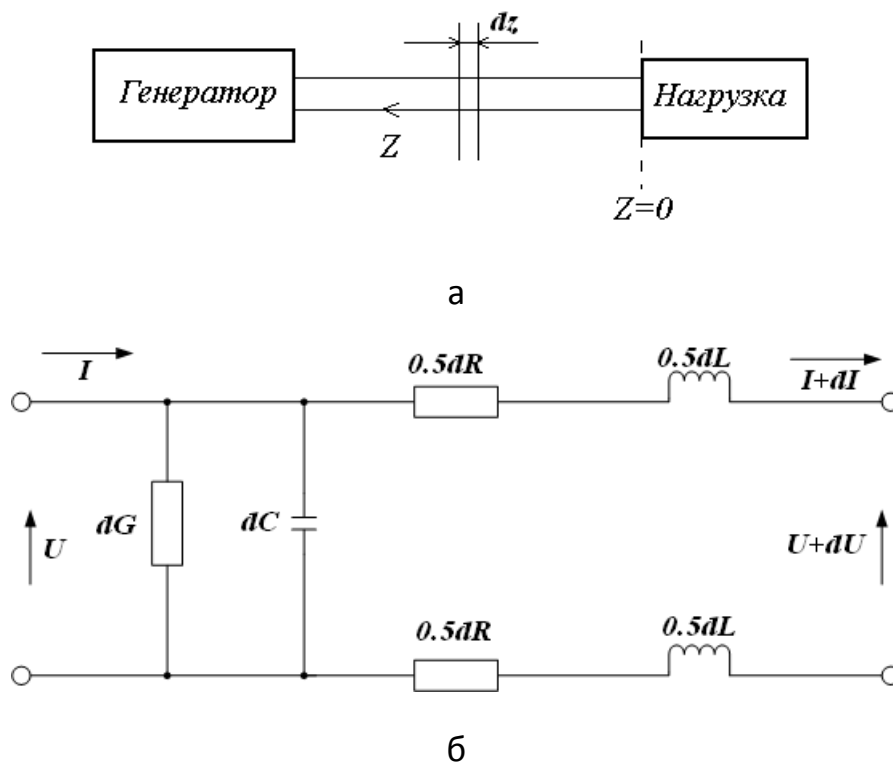 dz
Генератор
Нагрузка
Z
Z=0
а
I
0.5dR
0.5dL
I+dI
dG
dC
U
U+dU
0.5dR
0.5dL
б